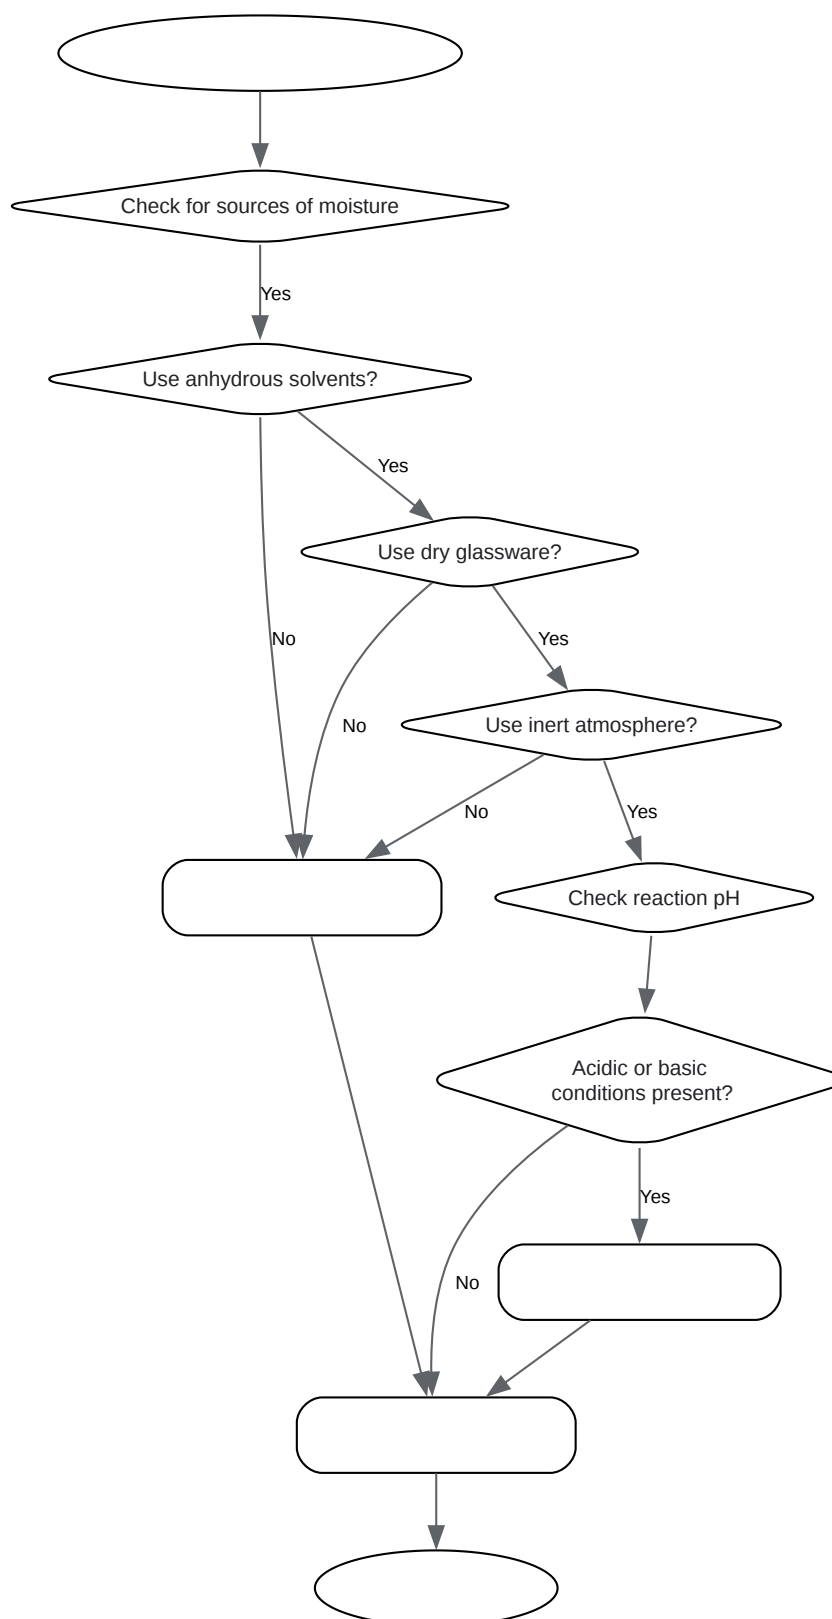 Check for sources of moisture
Yes
Use anhydrous solvents?
Yes
Use dry glassware?
No
Yes
No
Use inert atmosphere?
No
Yes
Check reaction pH
Acidic or basic
conditions present?
Yes
No